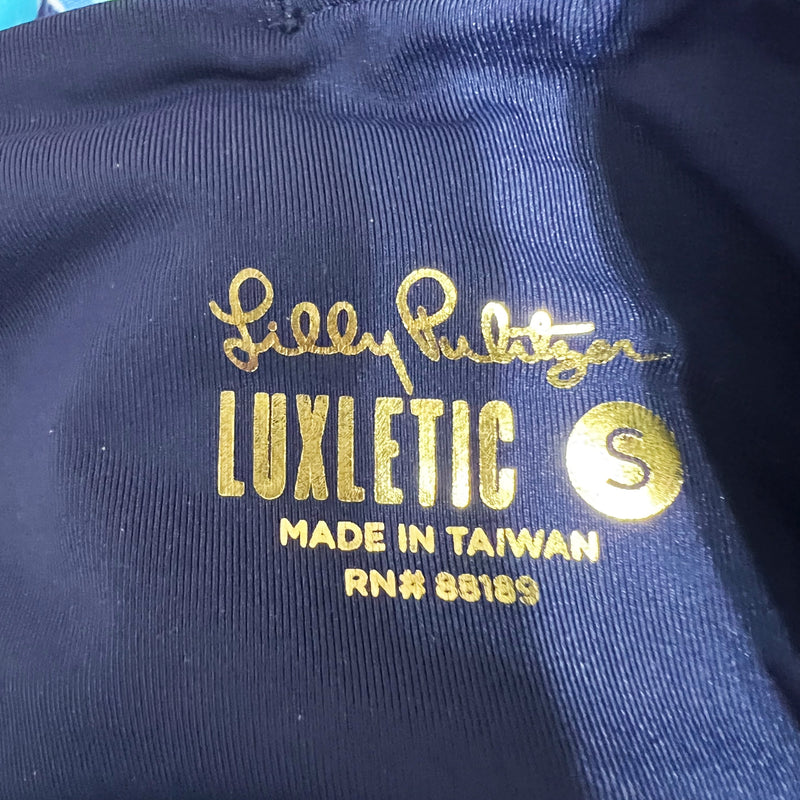 Lilly Pulitzer
LUXLETIC S
MADE IN TAIWAN
RN# 88189